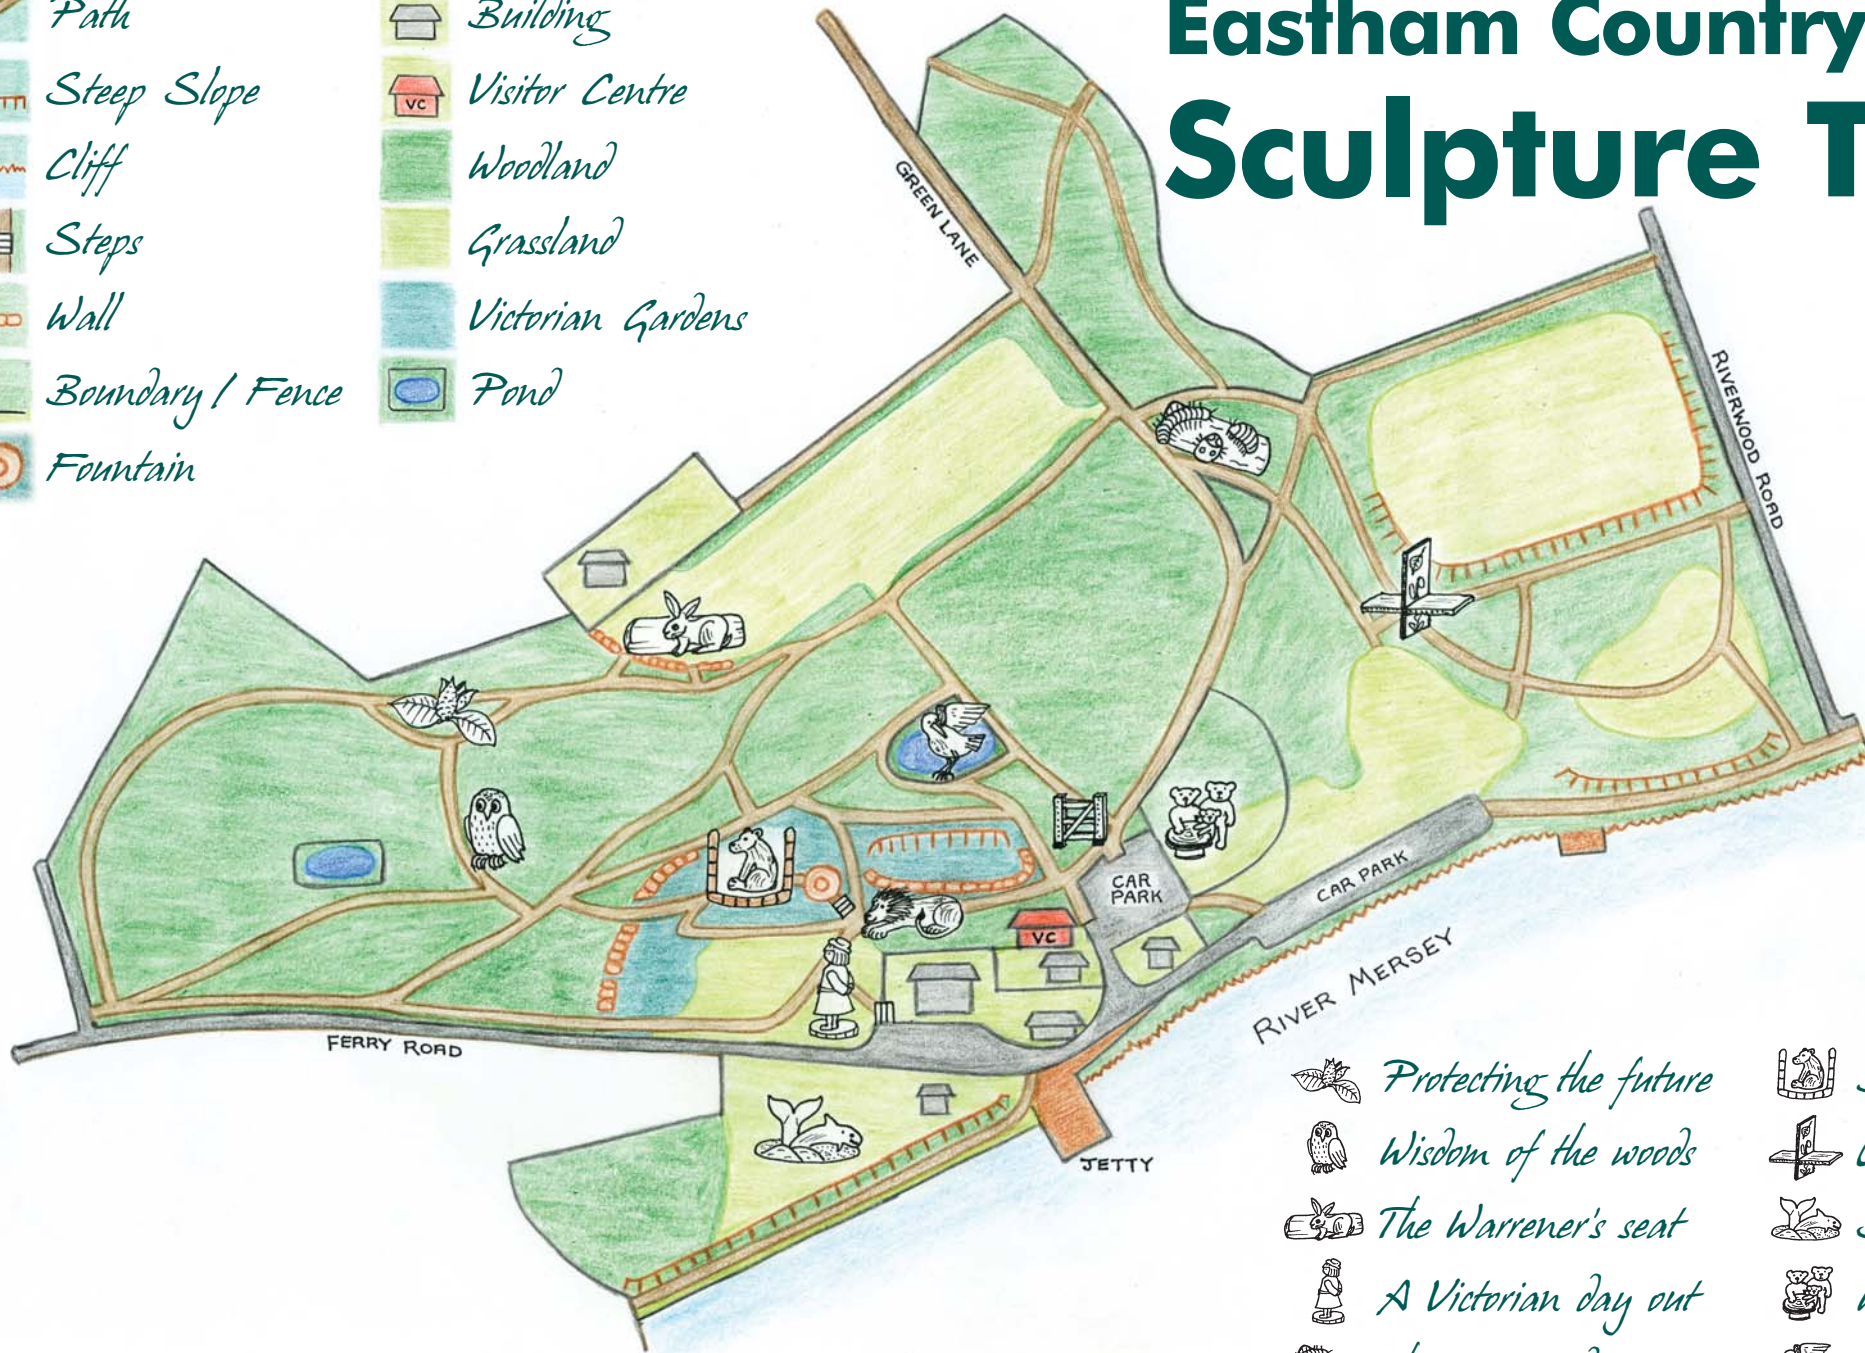 Eastham Country
Sculpture T
Path
Steep Slope
Cliff
Steps
Wall
Boundary / Fence
Fountain
Building
VC
Visitor Centre
Woodland
Grassland
Victorian Gardens
Pond
GREEN LANE
RIVERWOOD ROAD
CAR
PARK
CAR PARK
VC
RIVER MERSEY
FERRY ROAD
JETTY
Protecting the future
Wisdom of the woods
The Warrener's seat
A Victorian day out